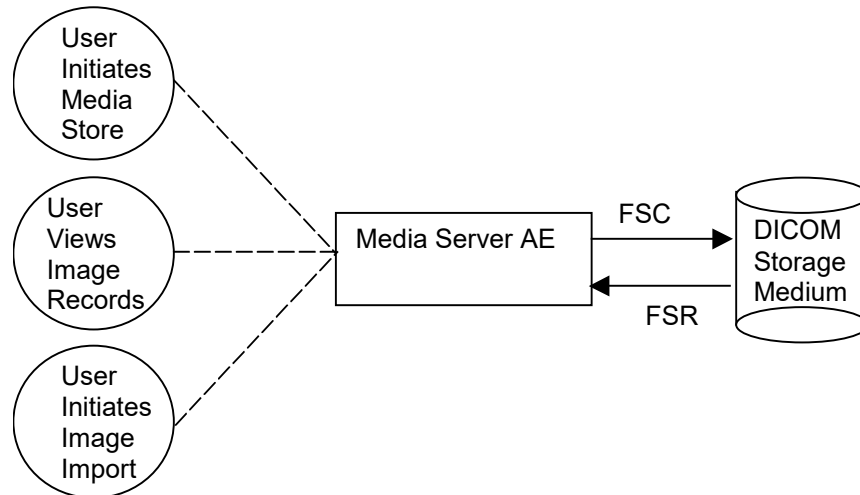 User
Initiates
Media
Store
User
Views
Image
Records
User
Initiates
Image
Import
Media Server AE
FSC
FSR
DICOM
Storage
Medium